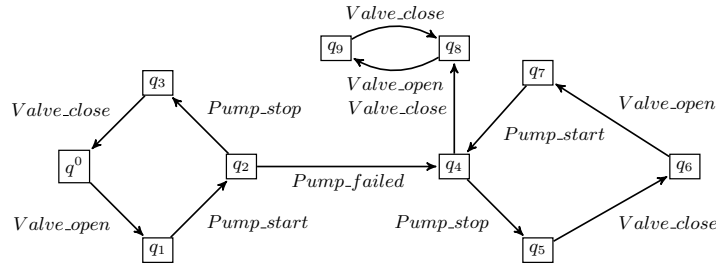 Valve_close
q9
q8
q3
q7
Valve_open
Valve_close
Pump_stop
Valve_close
Valve_open
Pump_start
q⁰
q2
q4
q6
Pump_failed
Valve_open
Pump_start
Pump_stop
Valve_close
q1
q5